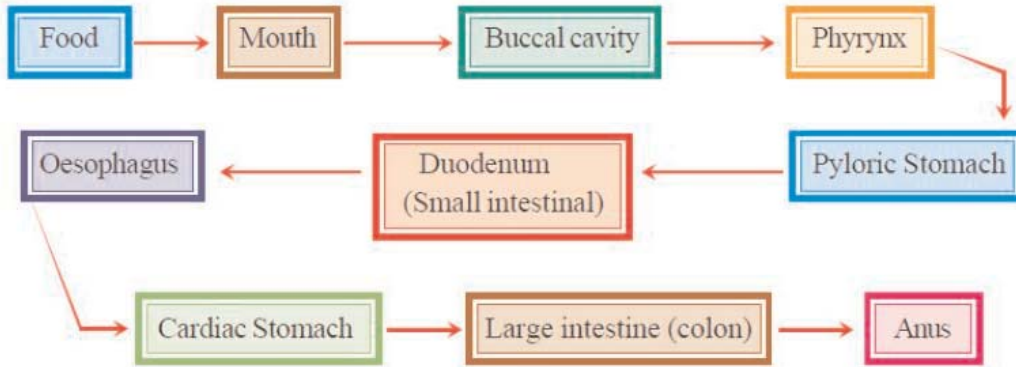 Food
Mouth
Buccal cavity
Phyrynx
Pyloric Stomach
Duodenum
(Small intestinal)
Oesophagus
Cardiac Stomach
Large intestine (colon)
Anus